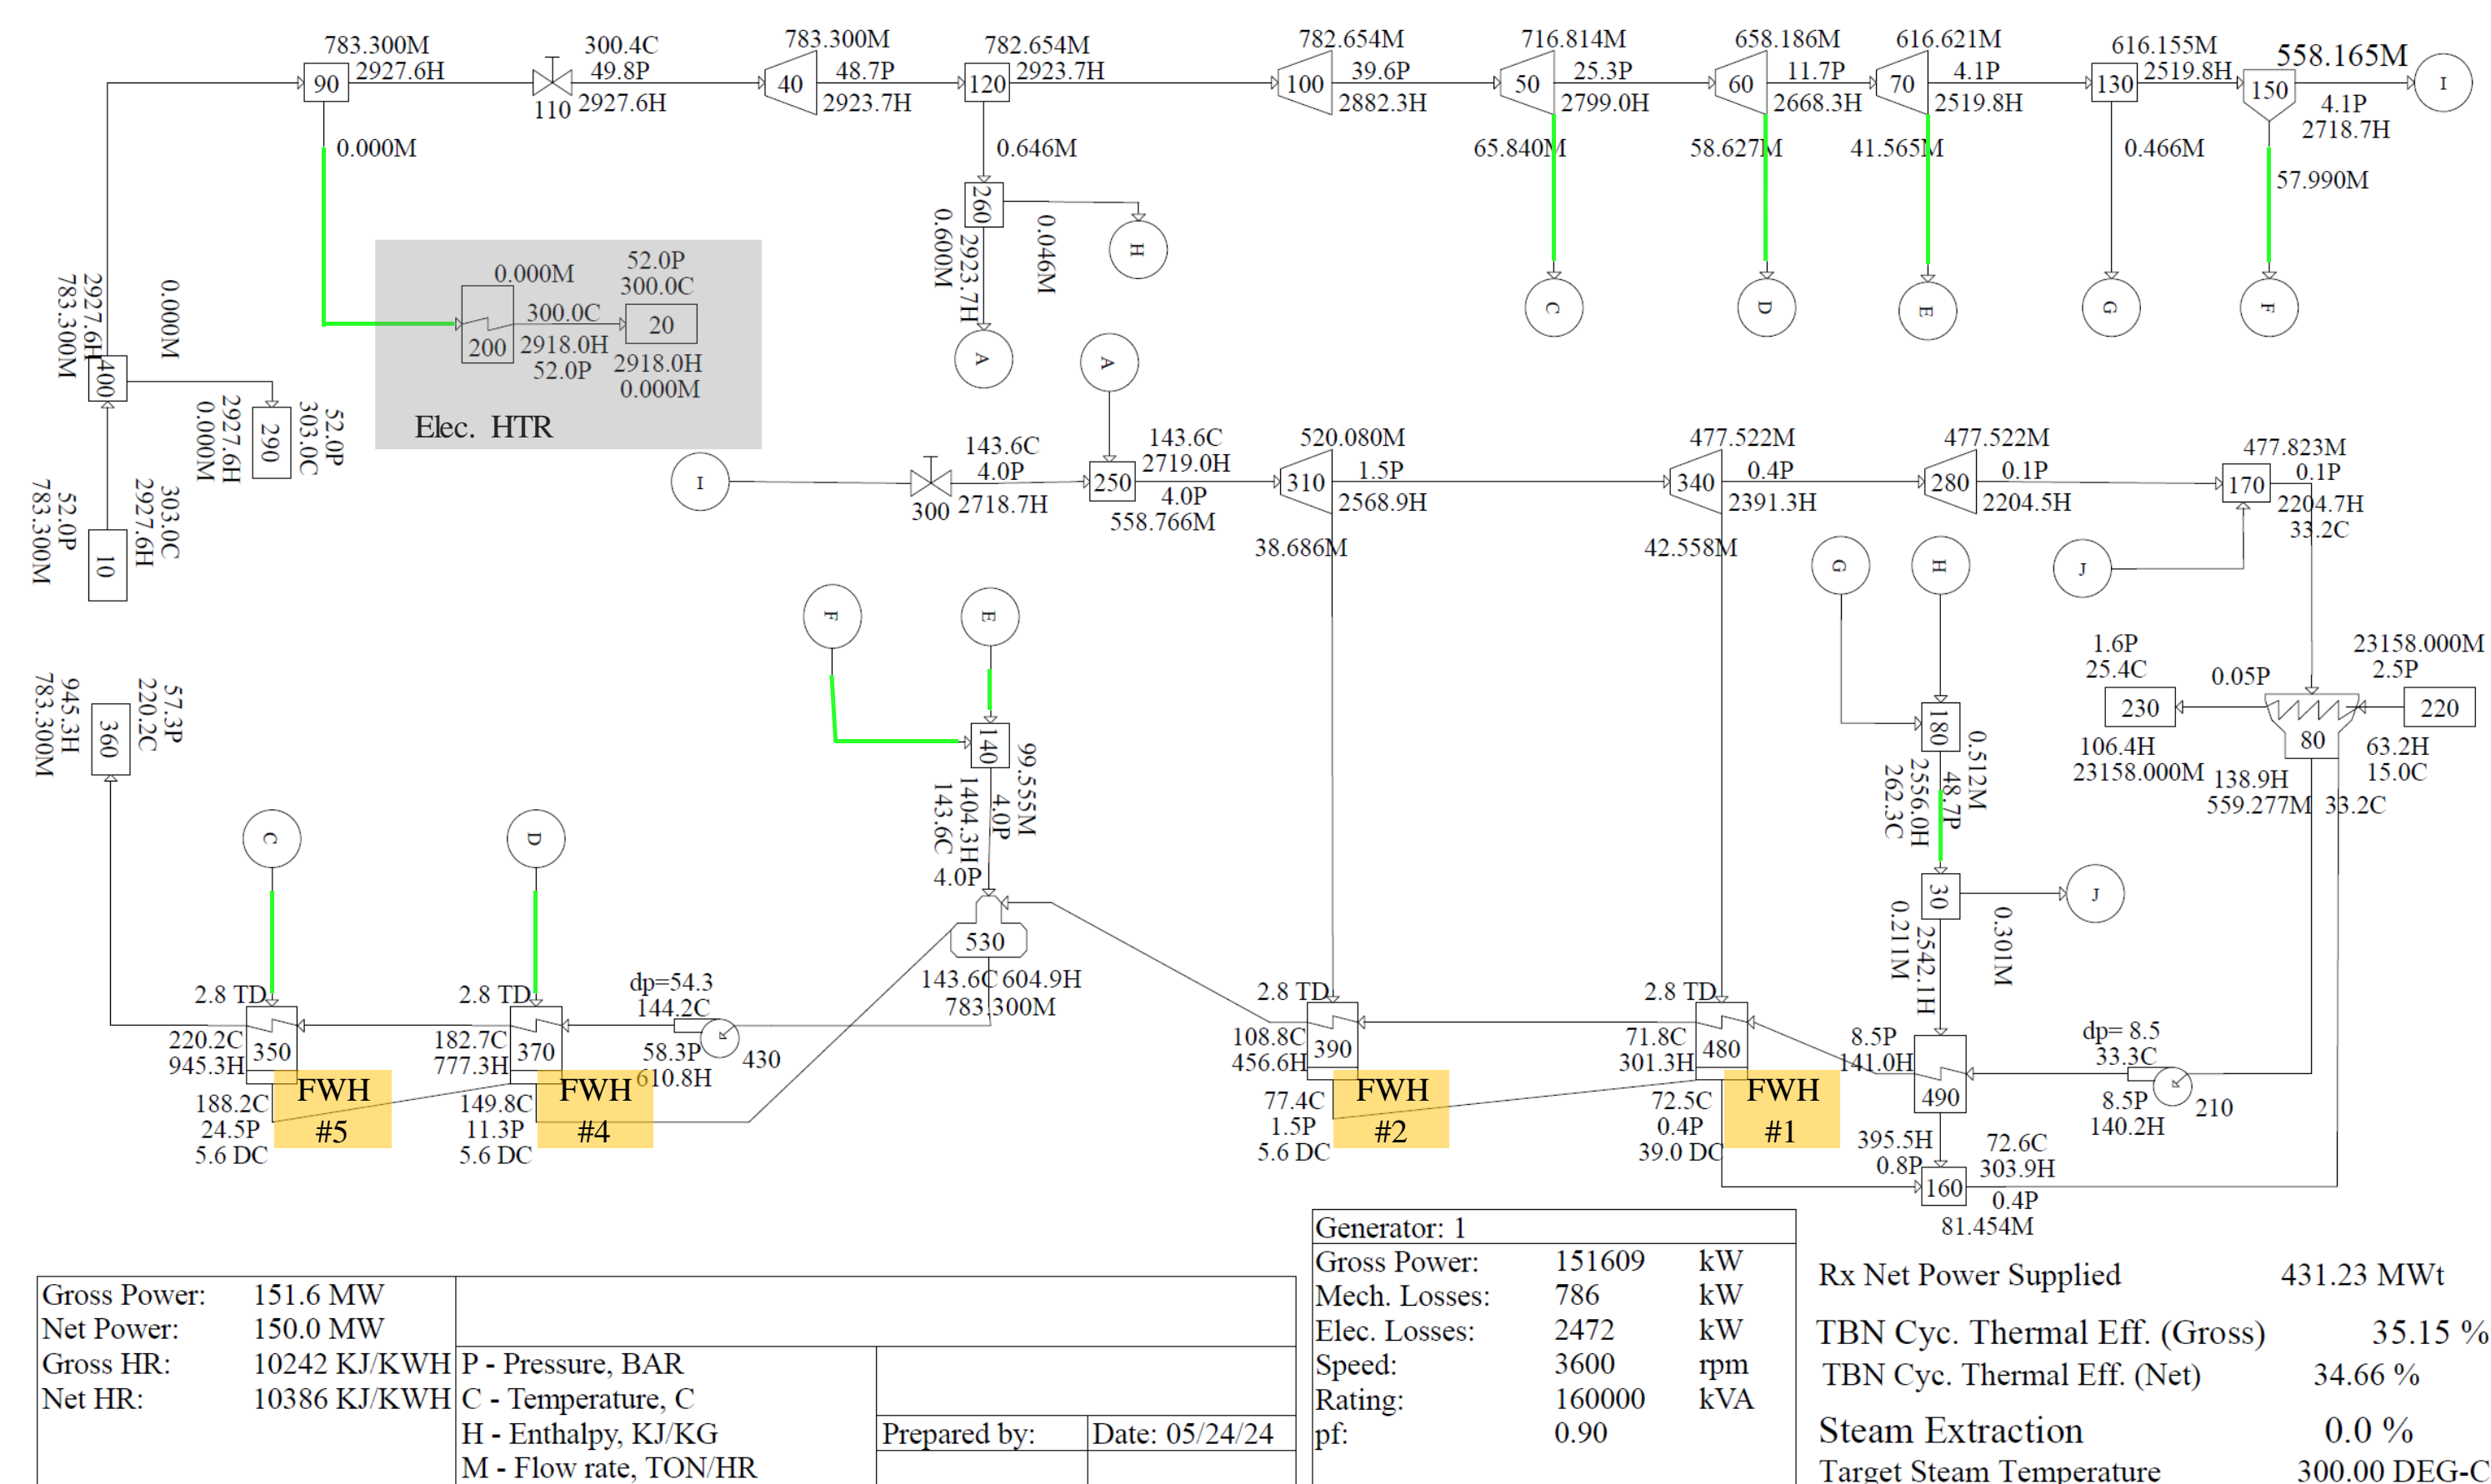 783.300M
2927.6H
90
0.000M
300.4C
49.8P
2927.6H
110
783.300M
48.7P
2923.7H
40
782.654M
2923.7H
120
0.646M
782.654M
39.6P
2882.3H
100
716.814M
25.3P
2799.0H
50
65.840M
658.186M
11.7P
2668.3H
60
58.627M
616.621M
4.1P
2519.8H
70
41.565M
616.155M
2519.8H
130
0.466M
558.165M
150
4.1P
2718.7H
57.990M
I
260
0.046M
2923.7H
0.600M
H
A
C
D
E
G
F
0.000M
52.0P
300.0C
300.0C
20
200
2918.0H
52.0P
2918.0H
0.000M
Elec. HTR
0.000M
2927.6H
783.300M
400
52.0P
303.0C
290
2927.6H
0.000M
303.0C
2927.6H
10
52.0P
783.300M
I
143.6C
4.0P
300
2718.7H
A
143.6C
2719.0H
250
4.0P
558.766M
520.080M
1.5P
310
2568.9H
38.686M
477.522M
0.4P
340
2391.3H
42.558M
477.522M
0.1P
280
2204.5H
477.823M
0.1P
170
2204.7H
33.2C
G
H
J
F
E
1.6P
25.4C
230
106.4H
23158.000M
0.05P
23158.000M
2.5P
220
63.2H
15.0C
80
138.9H
559.277M
33.2C
57.3P
220.2C
360
945.3H
783.300M
140
99.555M
4.0P
1404.3H
143.6C
4.0P
180
0.512M
48.7P
2556.0H
262.3C
C
D
530
143.6C 604.9H
783.300M
30
J
0.301M
2542.1H
0.211M
2.8 TD
220.2C
945.3H
350
188.2C
24.5P
5.6 DC
FWH
#5
2.8 TD
182.7C
777.3H
370
149.8C
11.3P
5.6 DC
FWH
#4
dp=54.3
144.2C
58.3P
610.8H
430
2.8 TD
108.8C
456.6H
390
77.4C
1.5P
5.6 DC
FWH
#2
2.8 TD
71.8C
301.3H
480
72.5C
0.4P
39.0 DC
FWH
#1
8.5P
141.0H
490
395.5H
0.8P
dp= 8.5
33.3C
8.5P
140.2H
210
72.6C
303.9H
160
0.4P
81.454M
Gross Power: 151.6 MW
Net Power: 150.0 MW
Gross HR: 10242 KJ/KWH
Net HR: 10386 KJ/KWH
P - Pressure, BAR
C - Temperature, C
H - Enthalpy, KJ/KG
M - Flow rate, TON/HR
Prepared by:
Date: 05/24/24
Generator: 1
Gross Power: 151609 kW
Mech. Losses: 786 kW
Elec. Losses: 2472 kW
Speed: 3600 rpm
Rating: 160000 kVA
pf: 0.90
Rx Net Power Supplied 431.23 MWt
TBN Cyc. Thermal Eff. (Gross) 35.15 %
TBN Cyc. Thermal Eff. (Net) 34.66 %
Steam Extraction 0.0 %
Target Steam Temperature 300.00 DEG-C